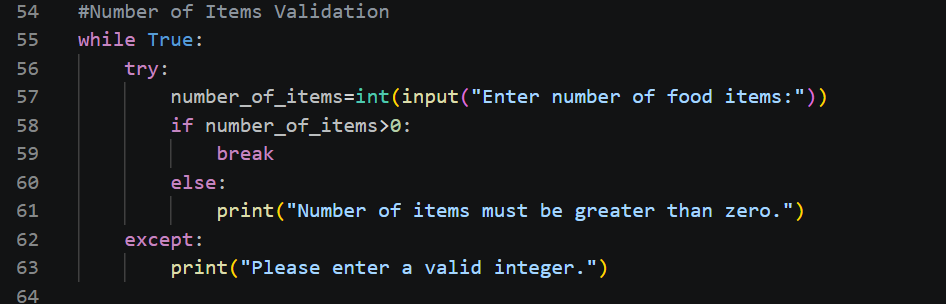 54 #Number of Items Validation
55 while True:
56     try:
57         number_of_items=int(input("Enter number of food items:"))
58         if number_of_items>0:
59             break
60         else:
61             print("Number of items must be greater than zero.")
62     except:
63         print("Please enter a valid integer.")
64